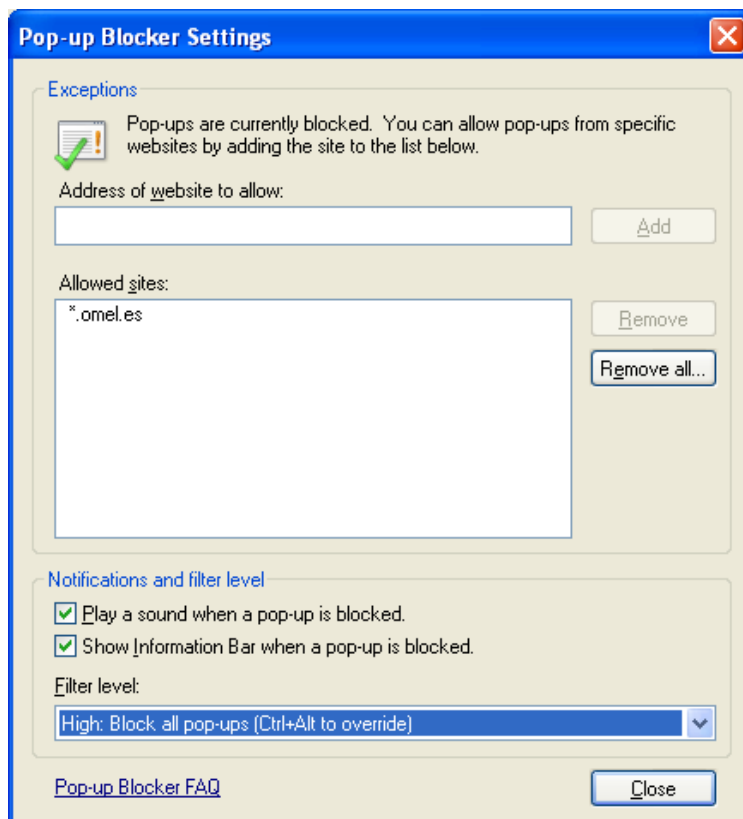 Pop-up Blocker Settings
Exceptions
Pop-ups are currently blocked. You can allow pop-ups from specific
websites by adding the site to the list below.
Address of website to allow:
Add
Allowed sites:
*.omel.es
Remove
Remove all...
Notifications and filter level
Play a sound when a pop-up is blocked.
Show Information Bar when a pop-up is blocked.
Filter level:
High: Block all pop-ups (Ctrl+Alt to override)
Pop-up Blocker FAQ
Close